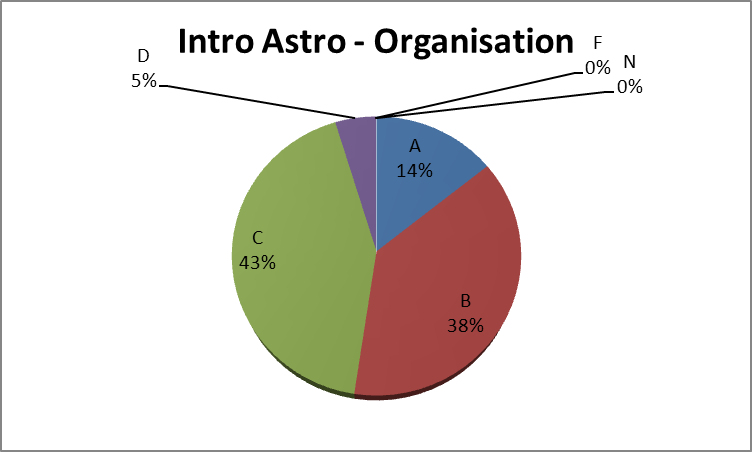 Intro Astro - Organisation
D
5%
F
0%
N
0%
A
14%
C
43%
B
38%